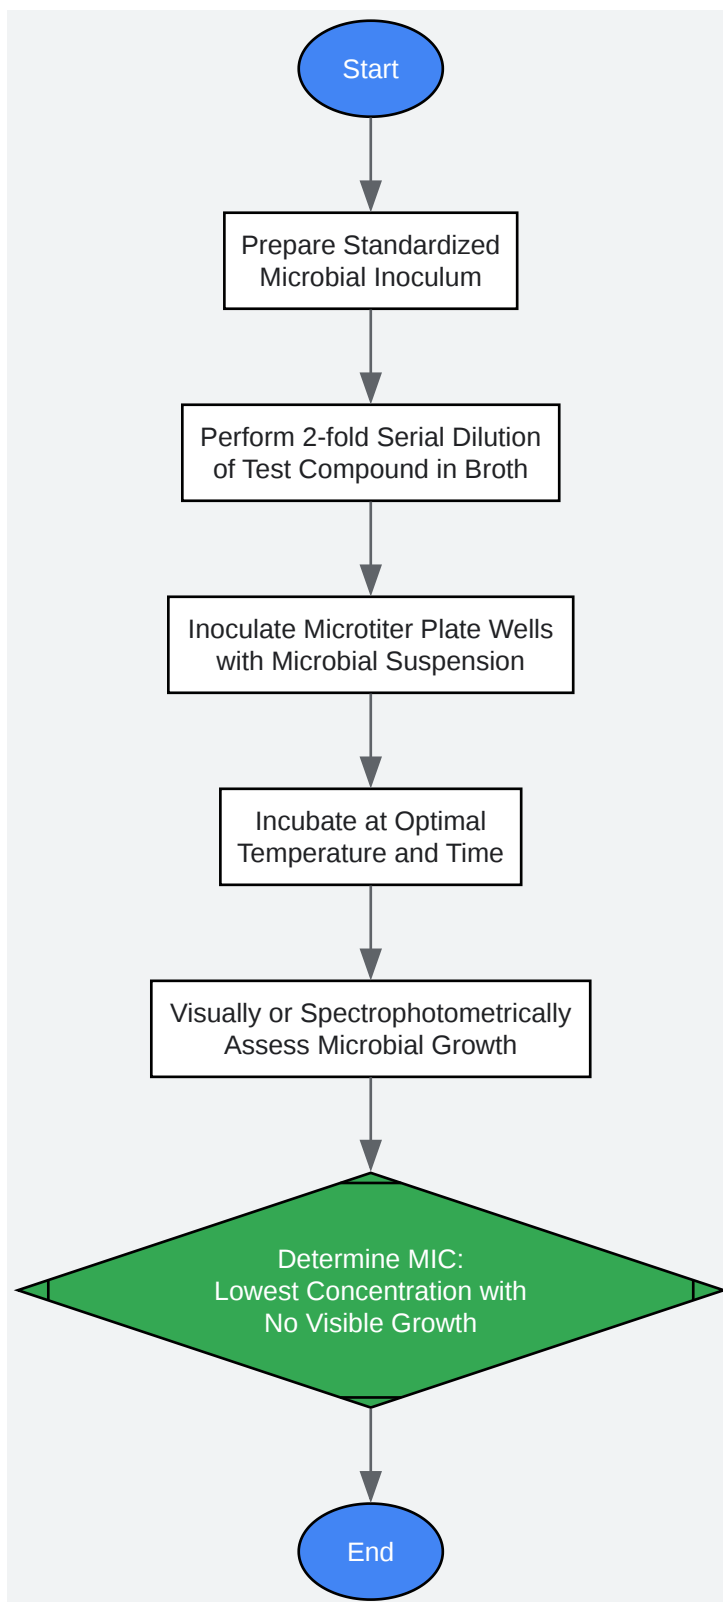 Start
Prepare Standardized
Microbial Inoculum
Perform 2-fold Serial Dilution
of Test Compound in Broth
Inoculate Microtiter Plate Wells
with Microbial Suspension
Incubate at Optimal
Temperature and Time
Visually or Spectrophotometrically
Assess Microbial Growth
Determine MIC:
Lowest Concentration with
No Visible Growth
End